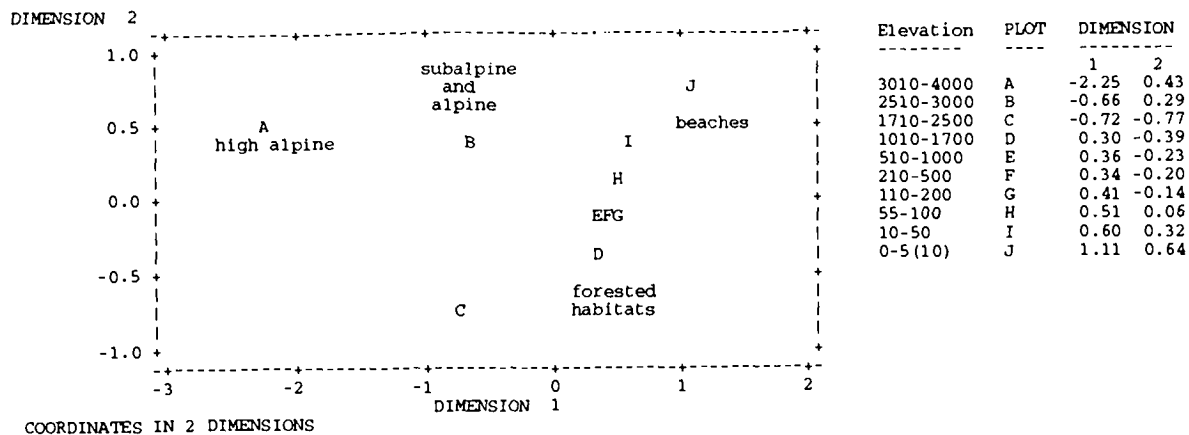 DIMENSION 2
1.0
0.5
0.0
-0.5
-1.0
subalpine
and
alpine
J
beaches
A
high alpine
B
I
H
EFG
D
forested
habitats
C
-3 -2 -1 0 1 2
DIMENSION 1
COORDINATES IN 2 DIMENSIONS
Elevation PLOT DIMENSION
-------- ---- ---------
1 2
3010-4000 A -2.25 0.43
2510-3000 B -0.66 0.29
1710-2500 C -0.72 -0.77
1010-1700 D 0.30 -0.39
510-1000 E 0.36 -0.23
210-500 F 0.34 -0.20
110-200 G 0.41 -0.14
55-100 H 0.51 0.06
10-50 I 0.60 0.32
0-5(10) J 1.11 0.64